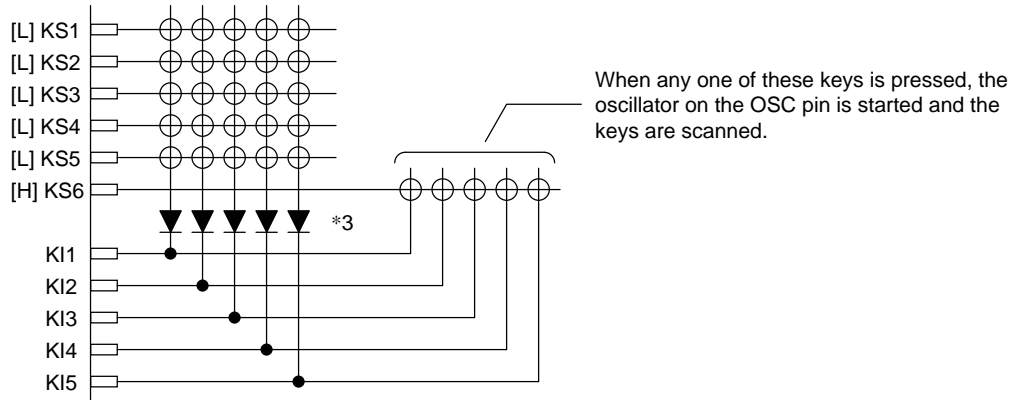 [L] KS1
[L] KS2
[L] KS3
[L] KS4
[L] KS5
[H] KS6
When any one of these keys is pressed, the
oscillator on the OSC pin is started and the
keys are scanned.
*3
KI1
KI2
KI3
KI4
KI5